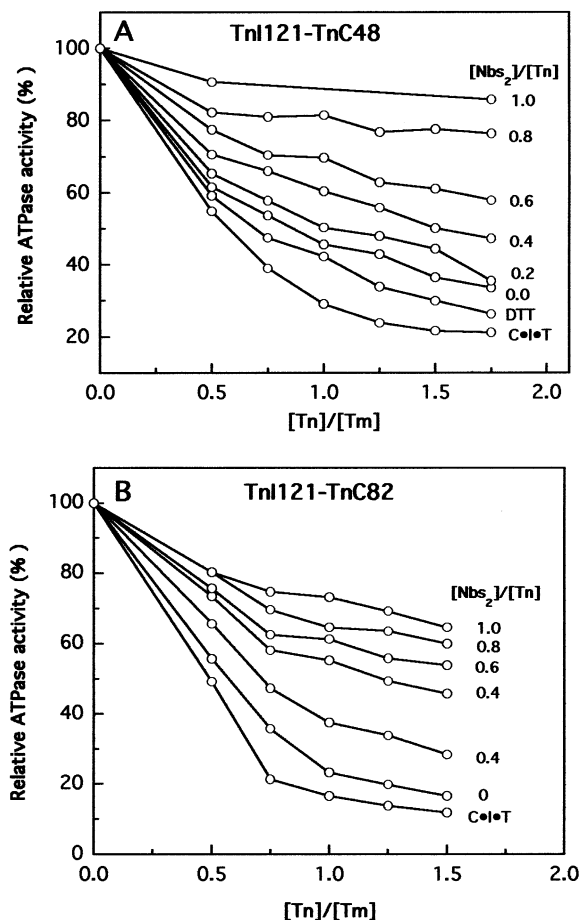 A
TnI121-TnC48
[Nbs2]/[Tn]
100
1.0
80
0.8
60
0.6
0.4
40
0.2
0.0
DTT
20
C•I•T
Relative ATPase activity (%)
0.0 0.5 1.0 1.5 2.0
[Tn]/[Tm]
B
TnI121-TnC82
100
80
[Nbs2]/[Tn]
1.0
60
0.8
0.6
0.4
40
0.4
20
0
C•I•T
0
Relative ATPase activity (%)
0.0 0.5 1.0 1.5 2.0
[Tn]/[Tm]